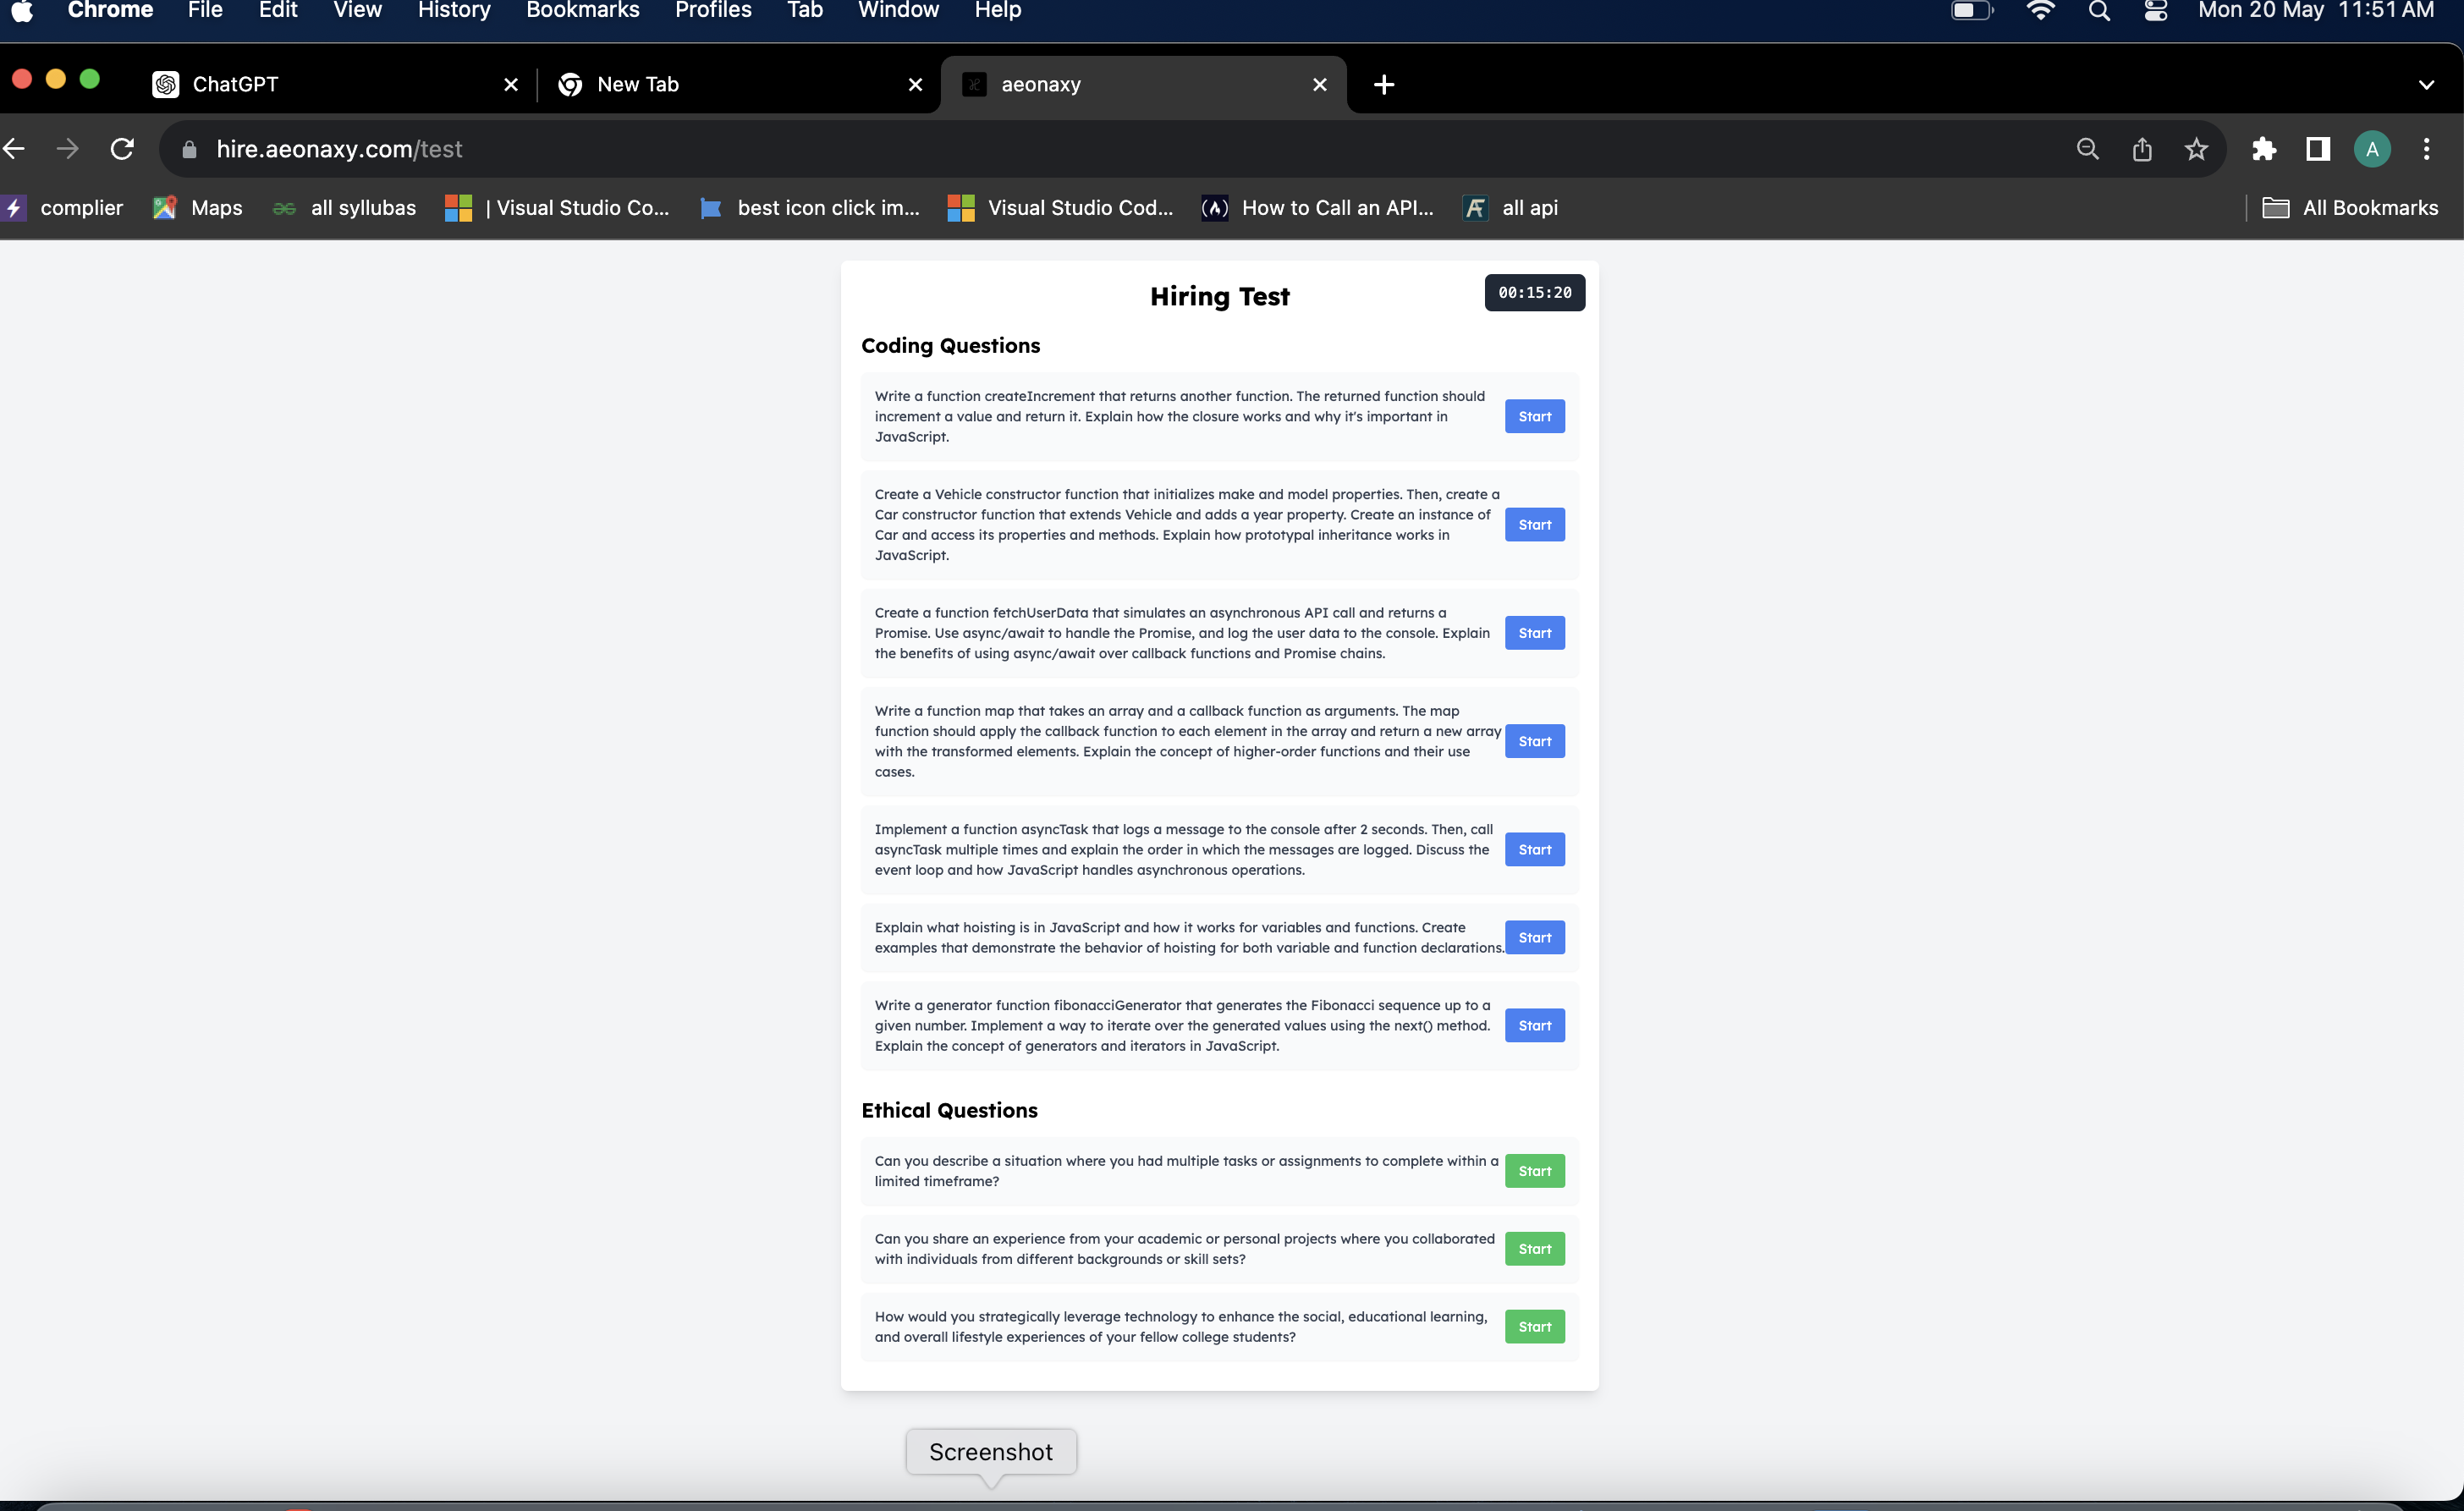 Chrome File Edit View History Bookmarks Profiles Tab Window Help Mon 20 May 11:51 AM
ChatGPT New Tab aeonaxy
hire.aeonaxy.com/test A
complier Maps all syllubas | Visual Studio Co... best icon click im... Visual Studio Cod... How to Call an API... all api All Bookmarks
Hiring Test 00:15:20
Coding Questions
Write a function createIncrement that returns another function. The returned function should
increment a value and return it. Explain how the closure works and why it's important in
JavaScript.
Start
Create a Vehicle constructor function that initializes make and model properties. Then, create a
Car constructor function that extends Vehicle and adds a year property. Create an instance of
Car and access its properties and methods. Explain how prototypal inheritance works in
JavaScript.
Start
Create a function fetchUserData that simulates an asynchronous API call and returns a
Promise. Use async/await to handle the Promise, and log the user data to the console. Explain
the benefits of using async/await over callback functions and Promise chains.
Start
Write a function map that takes an array and a callback function as arguments. The map
function should apply the callback function to each element in the array and return a new array
with the transformed elements. Explain the concept of higher-order functions and their use
cases.
Start
Implement a function asyncTask that logs a message to the console after 2 seconds. Then, call
asyncTask multiple times and explain the order in which the messages are logged. Discuss the
event loop and how JavaScript handles asynchronous operations.
Start
Explain what hoisting is in JavaScript and how it works for variables and functions. Create
examples that demonstrate the behavior of hoisting for both variable and function declarations.
Start
Write a generator function fibonacciGenerator that generates the Fibonacci sequence up to a
given number. Implement a way to iterate over the generated values using the next() method.
Explain the concept of generators and iterators in JavaScript.
Start
Ethical Questions
Can you describe a situation where you had multiple tasks or assignments to complete within a
limited timeframe?
Start
Can you share an experience from your academic or personal projects where you collaborated
with individuals from different backgrounds or skill sets?
Start
How would you strategically leverage technology to enhance the social, educational learning,
and overall lifestyle experiences of your fellow college students?
Start
Screenshot